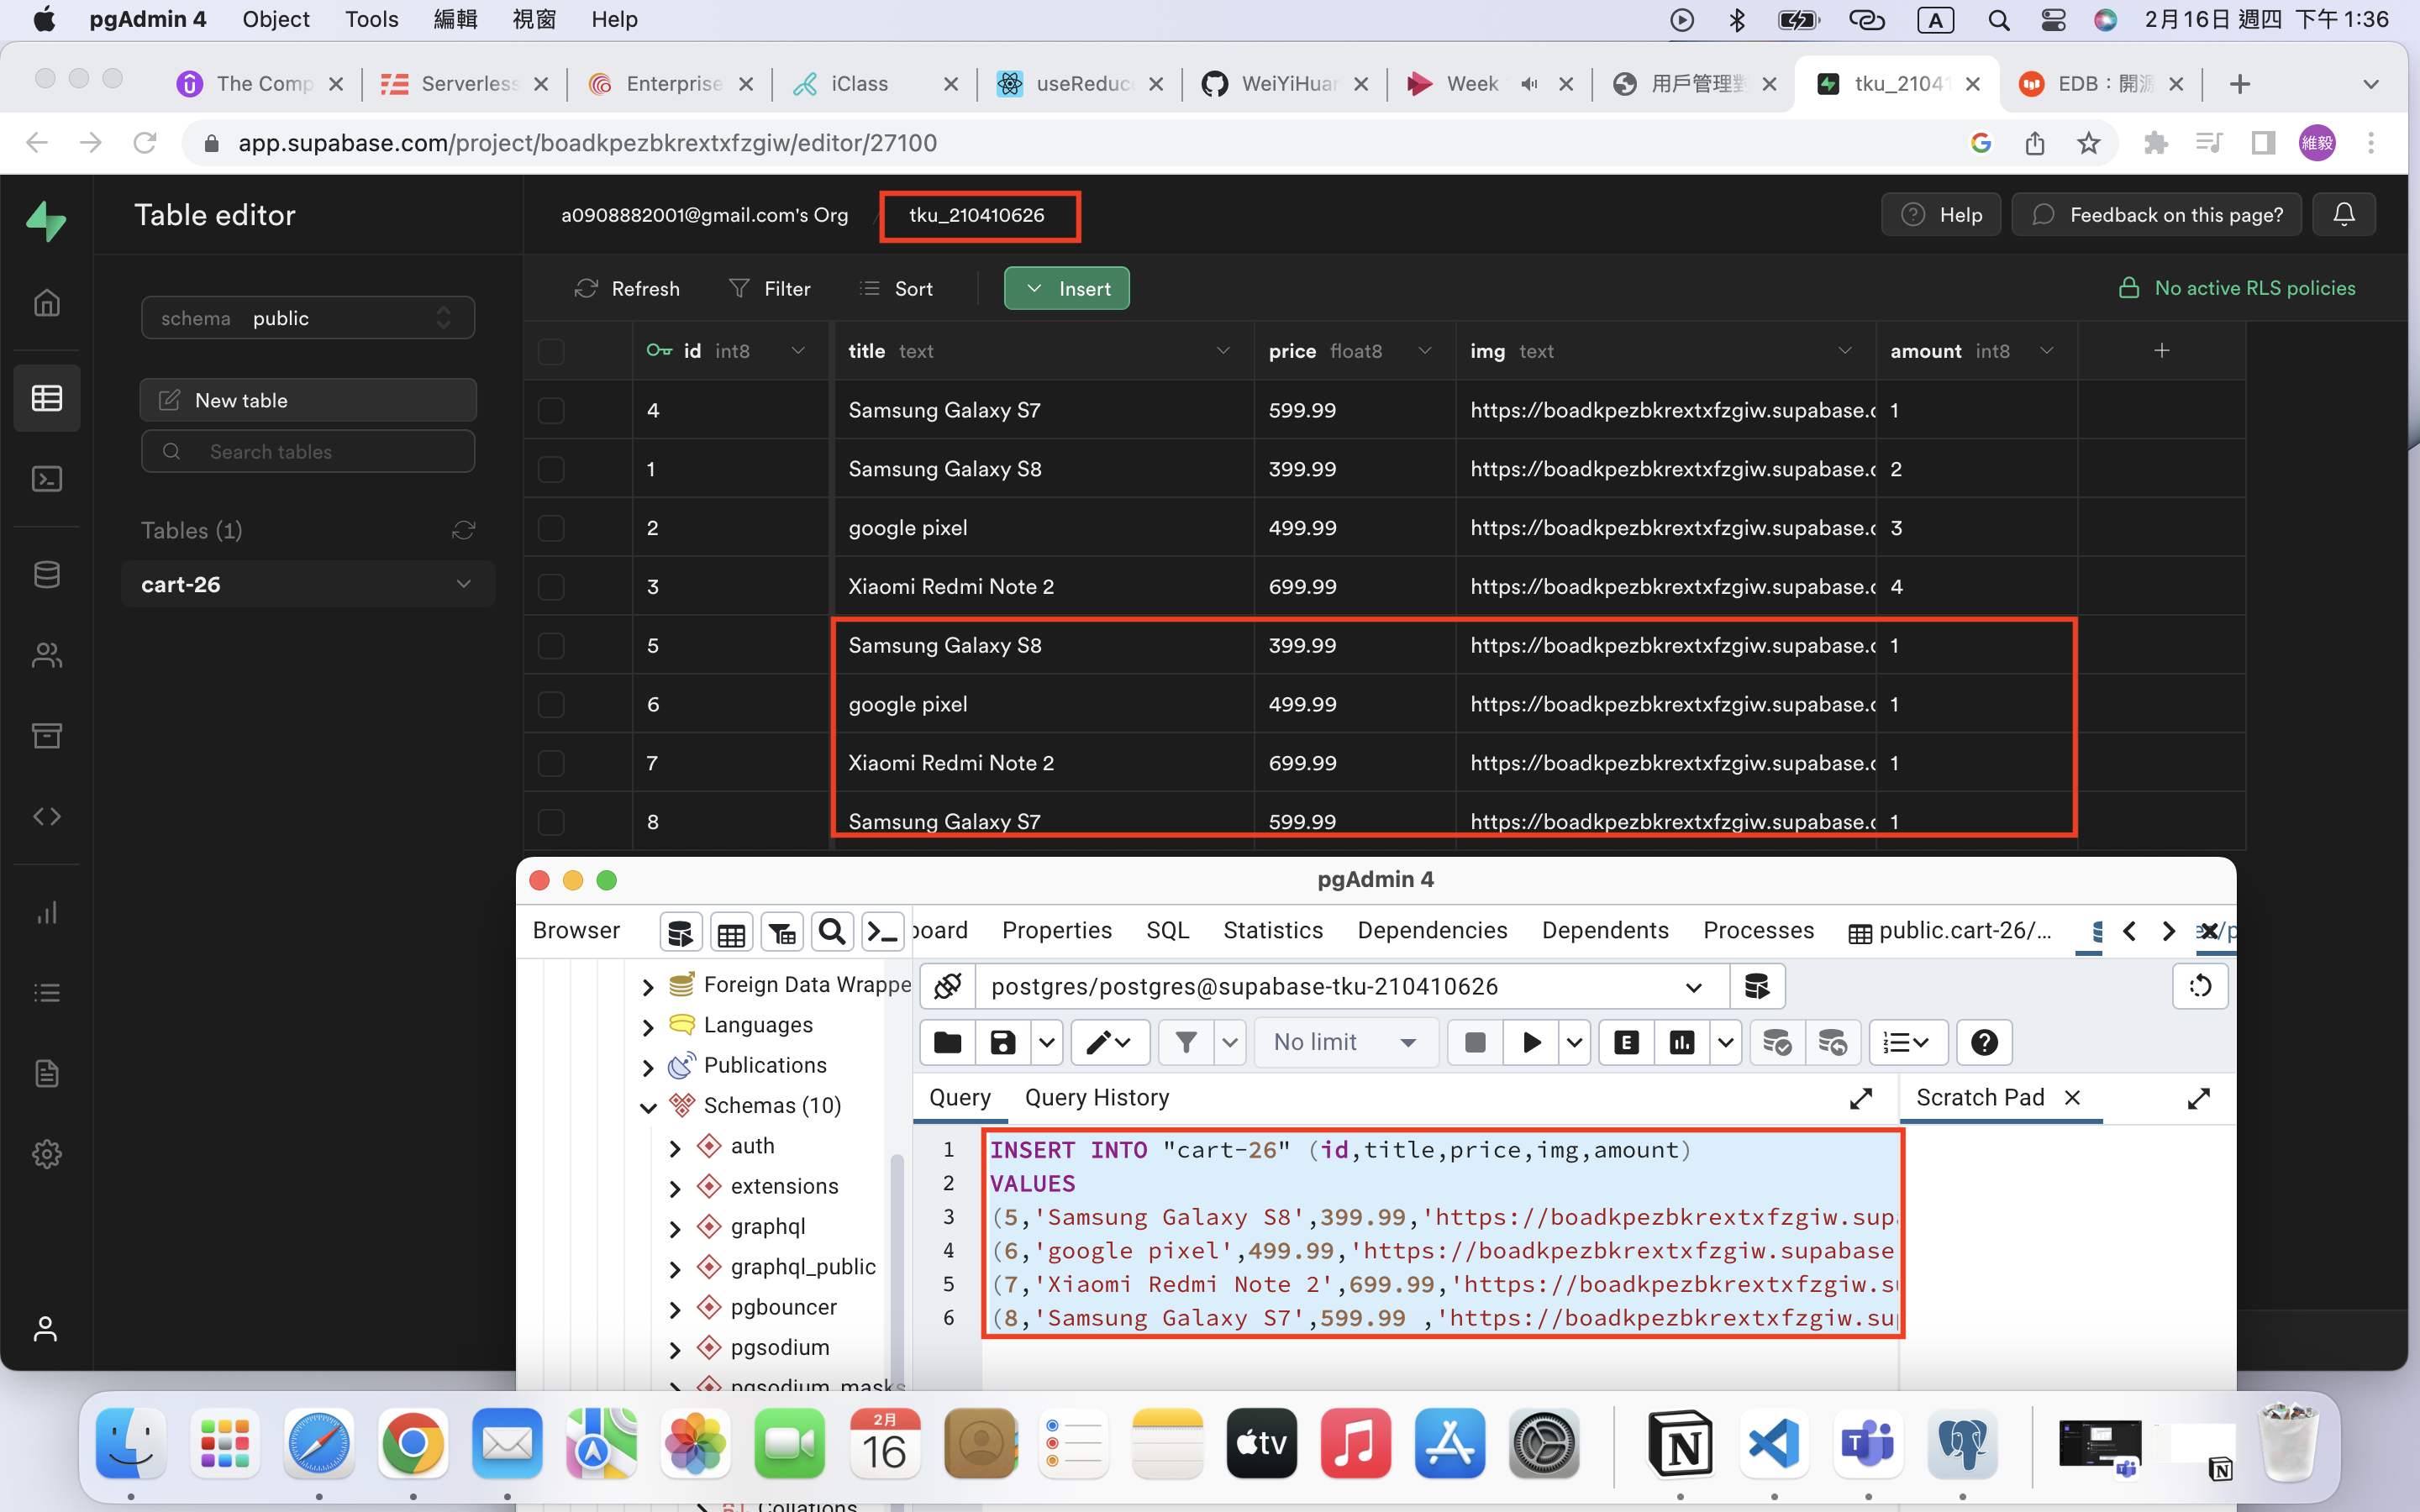 pgAdmin 4 Object Tools 編輯 視窗 Help
A 2月16日 週四 下午 1:36
The Comp Serverless Enterprise iClass useReduc WeiYiHuar Week 用戶管理 tku_21041 EDB：開源
app.supabase.com/project/boadkpezbkrextxfzgiw/editor/27100
維毅
Table editor
a0908882001@gmail.com's Org / tku_210410626
Help
Feedback on this page?
Refresh Filter Sort Insert
No active RLS policies
schema public
New table
Search tables
Tables (1)
cart-26
id int8 title text price float8 img text amount int8 +
4 Samsung Galaxy S7 599.99 https://boadkpezbkrextxfzgiw.supabase.c 1
1 Samsung Galaxy S8 399.99 https://boadkpezbkrextxfzgiw.supabase.c 2
2 google pixel 499.99 https://boadkpezbkrextxfzgiw.supabase.c 3
3 Xiaomi Redmi Note 2 699.99 https://boadkpezbkrextxfzgiw.supabase.c 4
5 Samsung Galaxy S8 399.99 https://boadkpezbkrextxfzgiw.supabase.c 1
6 google pixel 499.99 https://boadkpezbkrextxfzgiw.supabase.c 1
7 Xiaomi Redmi Note 2 699.99 https://boadkpezbkrextxfzgiw.supabase.c 1
8 Samsung Galaxy S7 599.99 https://boadkpezbkrextxfzgiw.supabase.c 1
pgAdmin 4
Browser
board Properties SQL Statistics Dependencies Dependents Processes public.cart-26/...
Foreign Data Wrappe
Languages
Publications
Schemas (10)
auth
extensions
graphql
graphql_public
pgbouncer
pgsodium
pgsodium_masks
Collations
postgres/postgres@supabase-tku-210410626
No limit
E
Query Query History
Scratch Pad
1 INSERT INTO "cart-26" (id,title,price,img,amount)
2 VALUES
3 (5,'Samsung Galaxy S8',399.99,'https://boadkpezbkrextxfzgiw.supa
4 (6,'google pixel',499.99,'https://boadkpezbkrextxfzgiw.supabase
5 (7,'Xiaomi Redmi Note 2',699.99,'https://boadkpezbkrextxfzgiw.su
6 (8,'Samsung Galaxy S7',599.99 ,'https://boadkpezbkrextxfzgiw.sup
2月
16
tv
N
T